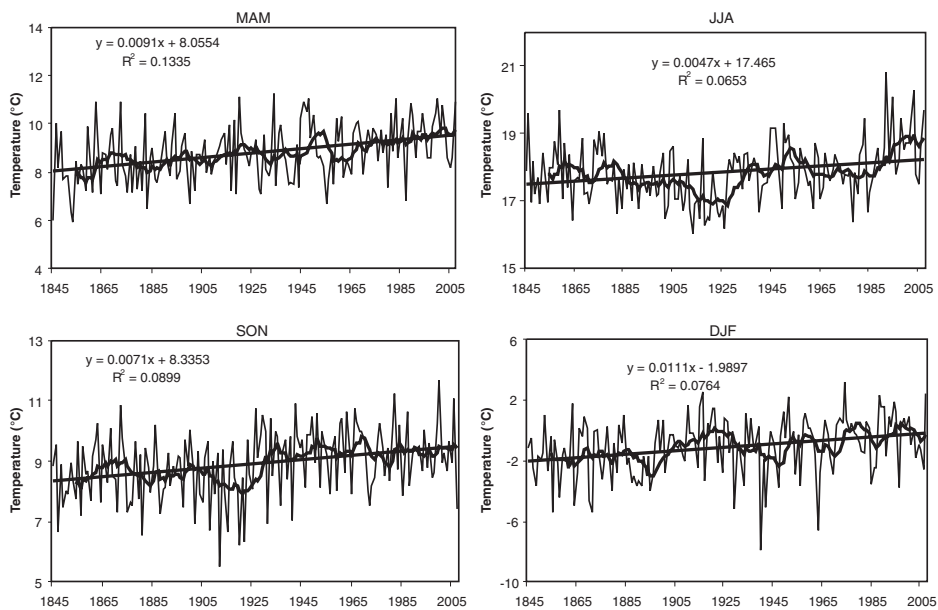 MAM
y = 0.0091x + 8.0554
R² = 0.1335
Temperature (°C)
14
12
10
8
6
4
1845 1865 1885 1905 1925 1945 1965 1985 2005
JJA
y = 0.0047x + 17.465
R² = 0.0653
Temperature (°C)
21
19
17
15
1845 1865 1885 1905 1925 1945 1965 1985 2005
SON
y = 0.0071x + 8.3353
R² = 0.0899
Temperature (°C)
13
11
9
7
5
1845 1865 1885 1905 1925 1945 1965 1985 2005
DJF
y = 0.0111x - 1.9897
R² = 0.0764
Temperature (°C)
6
2
-2
-6
-10
1845 1865 1885 1905 1925 1945 1965 1985 2005